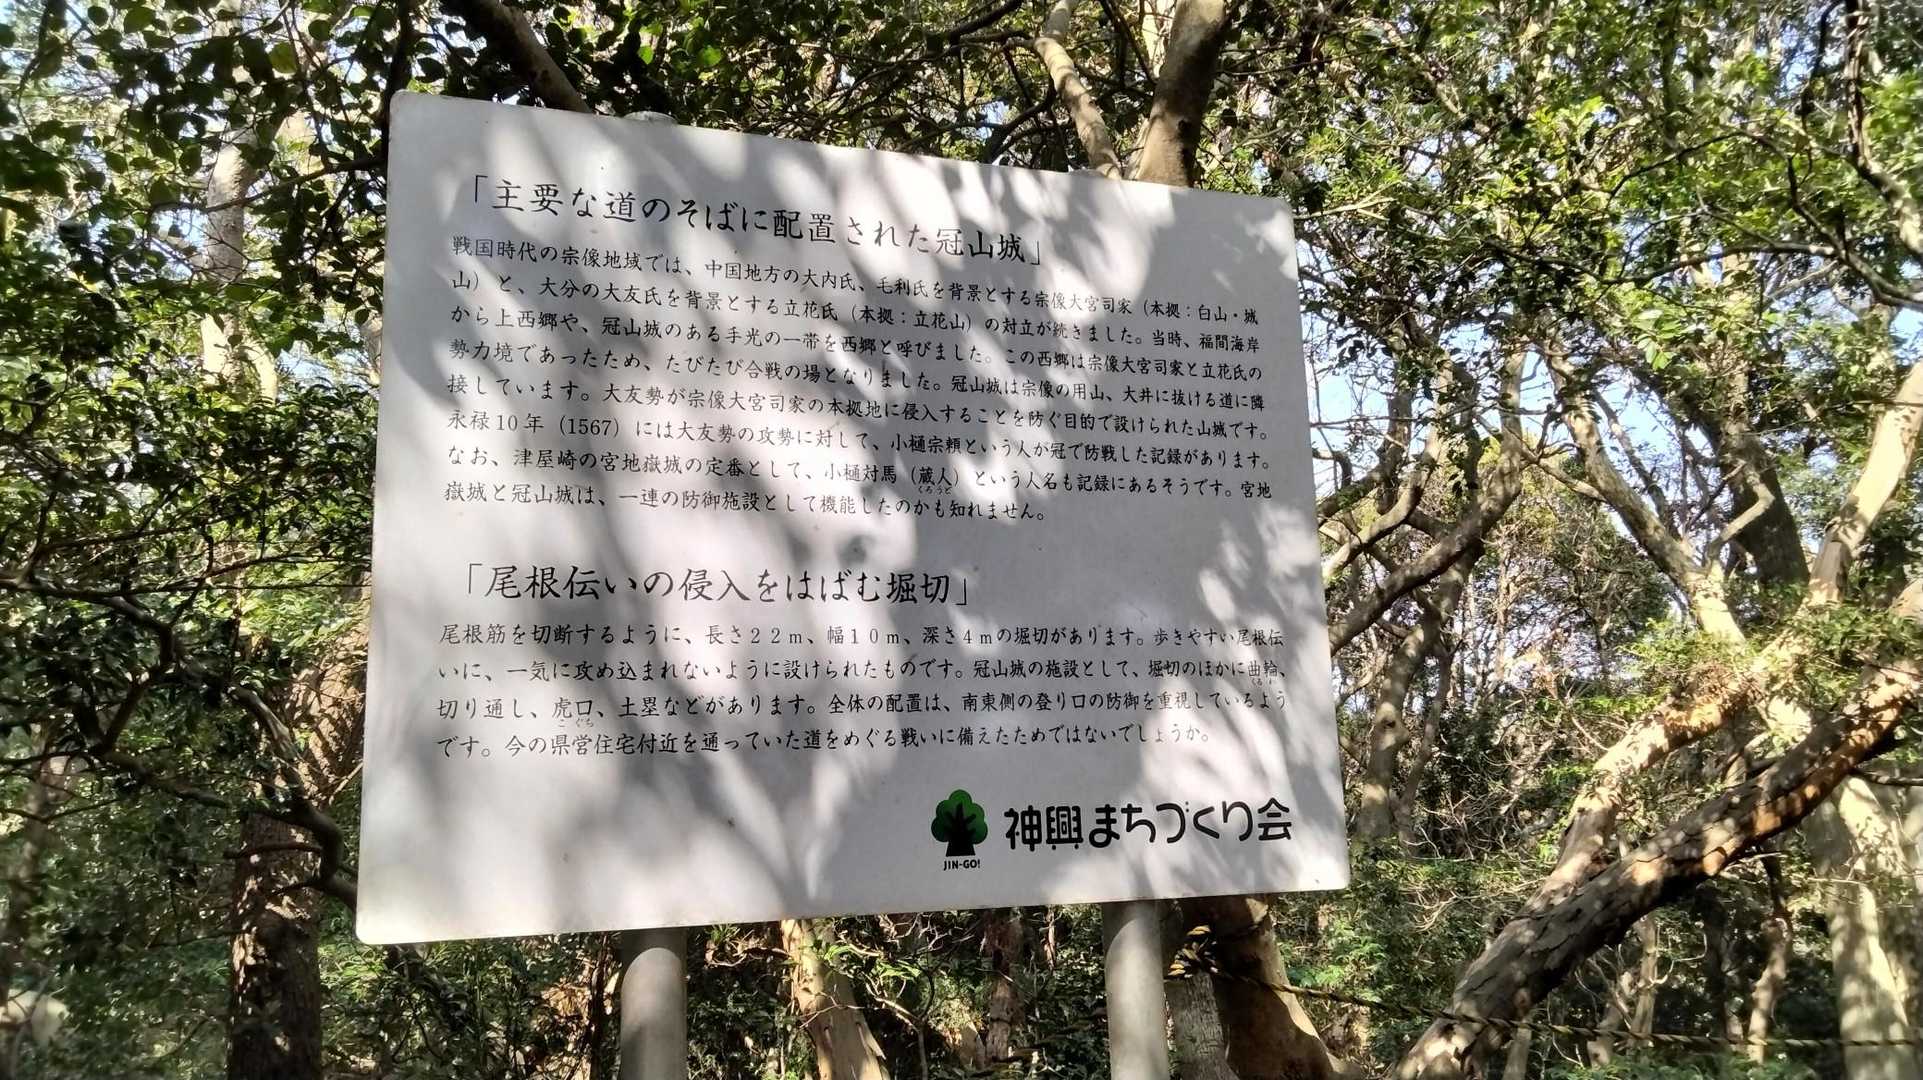 「主要な道のそばに配置された冠山城」
戦国時代の宗像地域では、中国地方の大内氏、毛利氏を背景とする宗像大宮司家（本拠：白山・城
山）と、大分の大友氏を背景とする立花氏（本拠：立花山）の対立が続きました。当時、福間海岸
から上西郷や、冠山城のある手光の一帯を西郷と呼びました。この西郷は宗像大宮司家と立花氏の
勢力境であったため、たびたび合戦の場となりました。冠山城は宗像の用山、大井に抜ける道に隣
接しています。大友勢が宗像大宮司家の本拠地に侵入することを防ぐ目的で設けられた山城です。
永禄10年（1567）には大友勢の攻勢に対して、小樋宗頼という人が冠で防戦した記録があります。
なお、津屋崎の宮地嶽城の定番として、小樋対馬（蔵人）という人名も記録にあるそうです。宮地
くろうど
嶽城と冠山城は、一連の防御施設として機能したのかも知れません。
「尾根伝いの侵入をはばむ堀切」
尾根筋を切断するように、長さ２２ｍ、幅１０ｍ、深さ４ｍの堀切があります。歩きやすい尾根伝
いに、一気に攻め込まれないように設けられたものです。冠山城の施設として、堀切のほかに曲輪、
くるわ
切り通し、虎口、土塁などがあります。全体の配置は、南東側の登り口の防御を重視しているよう
こぐち
です。今の県営住宅付近を通っていた道をめぐる戦いに備えたためではないでしょうか。
神興まちづくり会
JIN-GO!